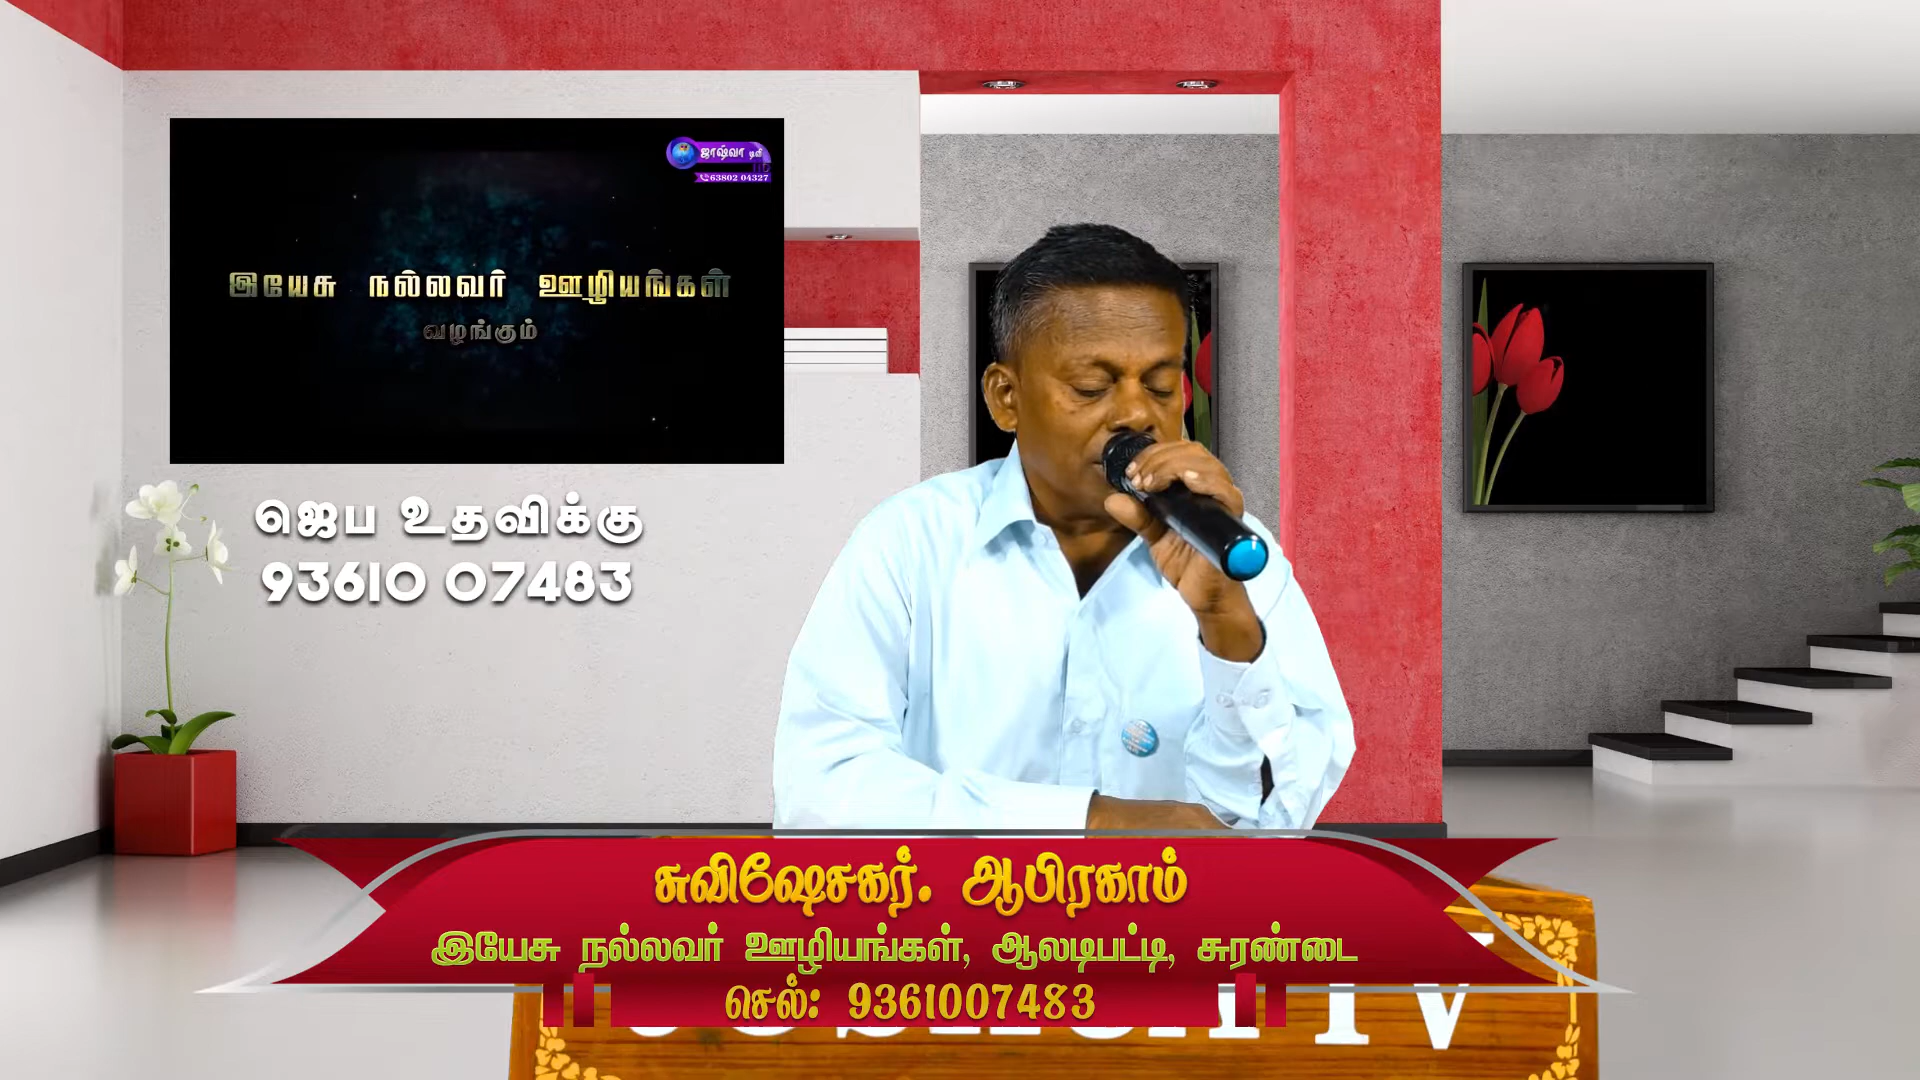 ஜாஷ்வா டிவி
63802 04327
இயேசு நல்லவர் ஊழியங்கள்
வழங்கும்
ஜெப உதவிக்கு
93610 07483
சுவிஷேசகர். ஆபிரகாம்
இயேசு நல்லவர் ஊழியங்கள், ஆலடிபட்டி, சுரண்டை
செல்: 9361007483
TV